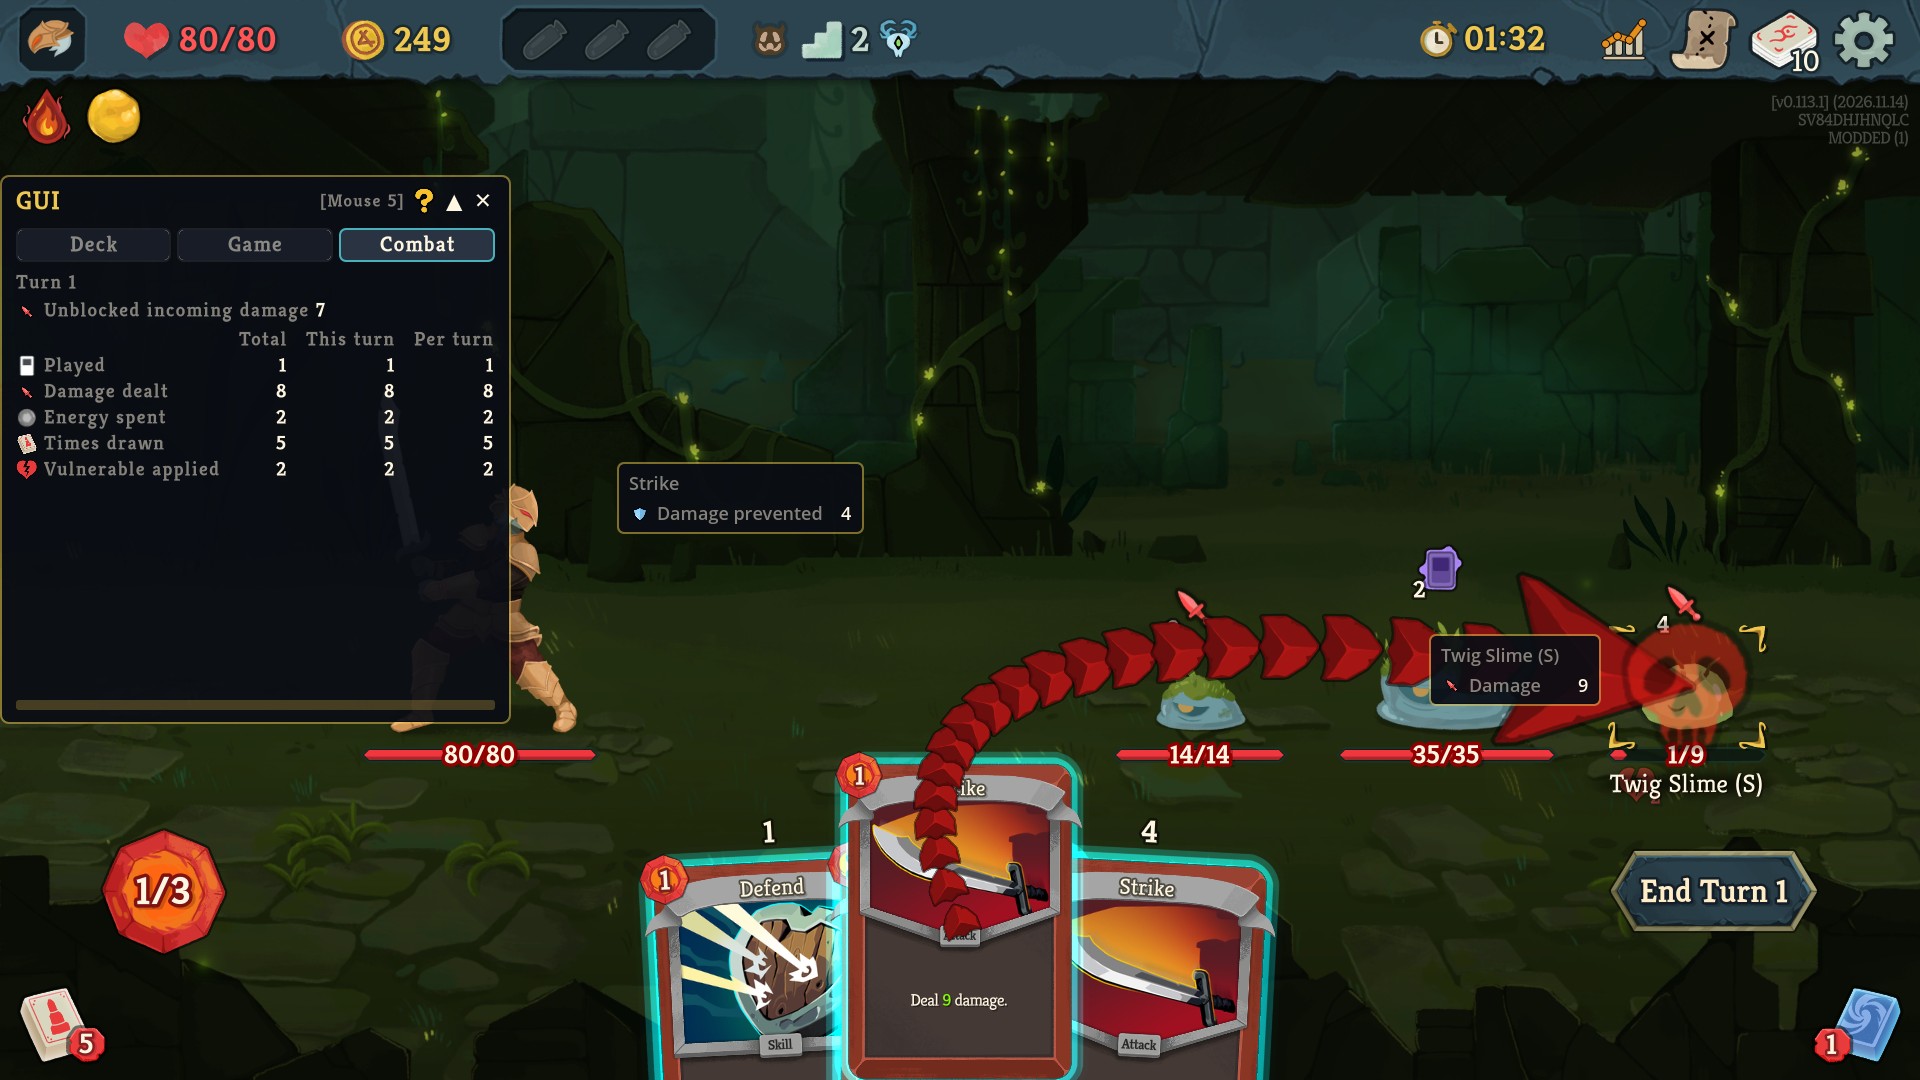 80/80
249
2
01:32
10
[v0.113.1] (2026.11.14)
SV84DHJHNQLC
MODDED (1)
GUI
[Mouse 5] ? ▲ ✕
Deck
Game
Combat
Turn 1
Unblocked incoming damage 7
Total This turn Per turn
Played 1 1 1
Damage dealt 8 8 8
Energy spent 2 2 2
Times drawn 5 5 5
Vulnerable applied 2 2 2
Strike
Damage prevented 4
2
4
Twig Slime (S)
Damage 9
80/80
14/14
35/35
1/9
Twig Slime (S)
1/3
1
4
1
Defend
Skill
1
Deal 9 damage.
Strike
Attack
End Turn 1
5
1